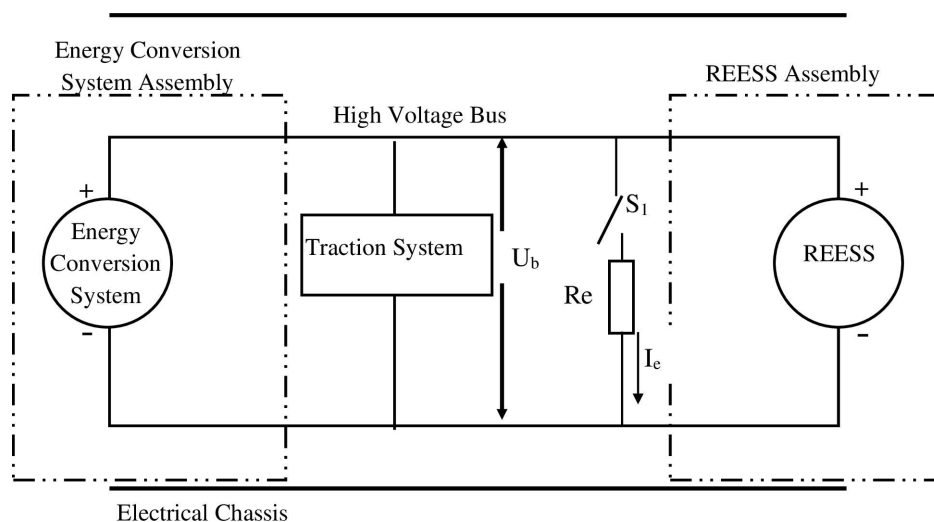 Energy Conversion
System Assembly
REESS Assembly
High Voltage Bus
+
Energy
Conversion
System
−
Traction System
Ub
S1
Re
Ie
+
REESS
−
Electrical Chassis